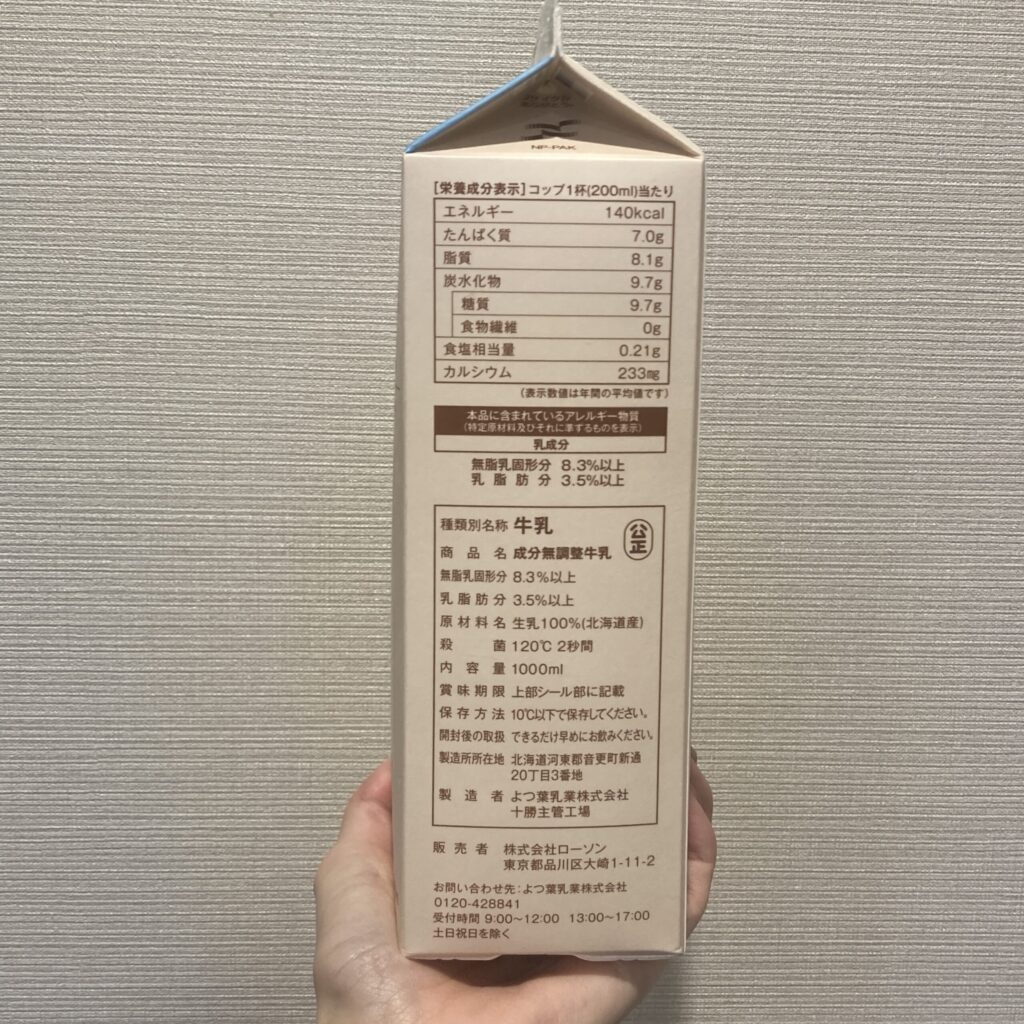 NP-PAK
[栄養成分表示]コップ1杯(200ml)当たり
エネルギー 140kcal
たんぱく質 7.0g
脂質 8.1g
炭水化物 9.7g
糖質 9.7g
食物繊維 0g
食塩相当量 0.21g
カルシウム 233㎎
(表示数値は年間の平均値です)
本品に含まれているアレルギー物質
(特定原材料及びそれに準ずるものを表示)
乳成分
無脂乳固形分 8.3%以上
乳脂肪分 3.5%以上
種類別名称 牛乳
公正
商品名 成分無調整牛乳
無脂乳固形分 8.3%以上
乳脂肪分 3.5%以上
原材料名 生乳100%(北海道産)
殺菌 120℃ 2秒間
内容量 1000ml
賞味期限 上部シール部に記載
保存方法 10℃以下で保存してください。
開封後の取扱 できるだけ早めにお飲みください。
製造所所在地 北海道河東郡音更町新通
20丁目3番地
製造者 よつ葉乳業株式会社
十勝主管工場
販売者 株式会社ローソン
東京都品川区大崎1-11-2
お問い合わせ先:よつ葉乳業株式会社
0120-428841
受付時間 9:00～12:00 13:00～17:00
土日祝日を除く